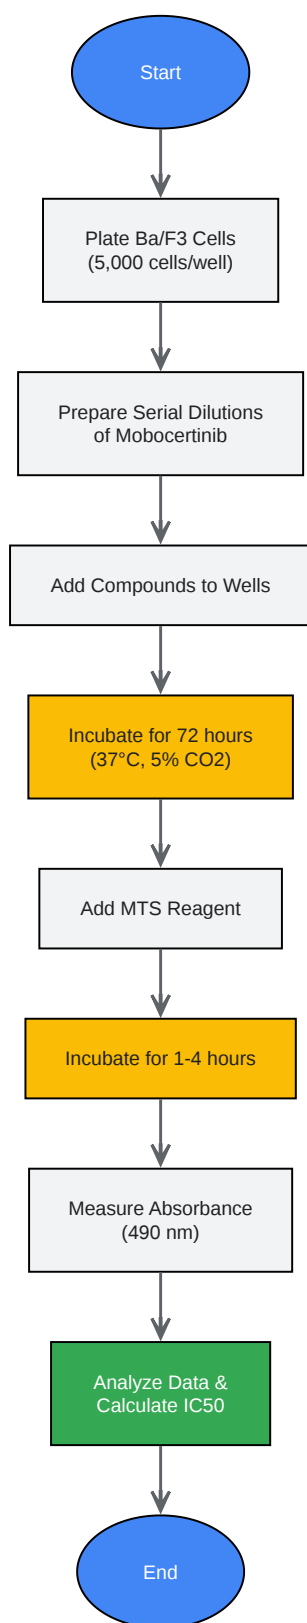 Start
Plate Ba/F3 Cells
(5,000 cells/well)
Prepare Serial Dilutions
of Mobocertinib
Add Compounds to Wells
Incubate for 72 hours
(37°C, 5% CO2)
Add MTS Reagent
Incubate for 1-4 hours
Measure Absorbance
(490 nm)
Analyze Data &
Calculate IC50
End